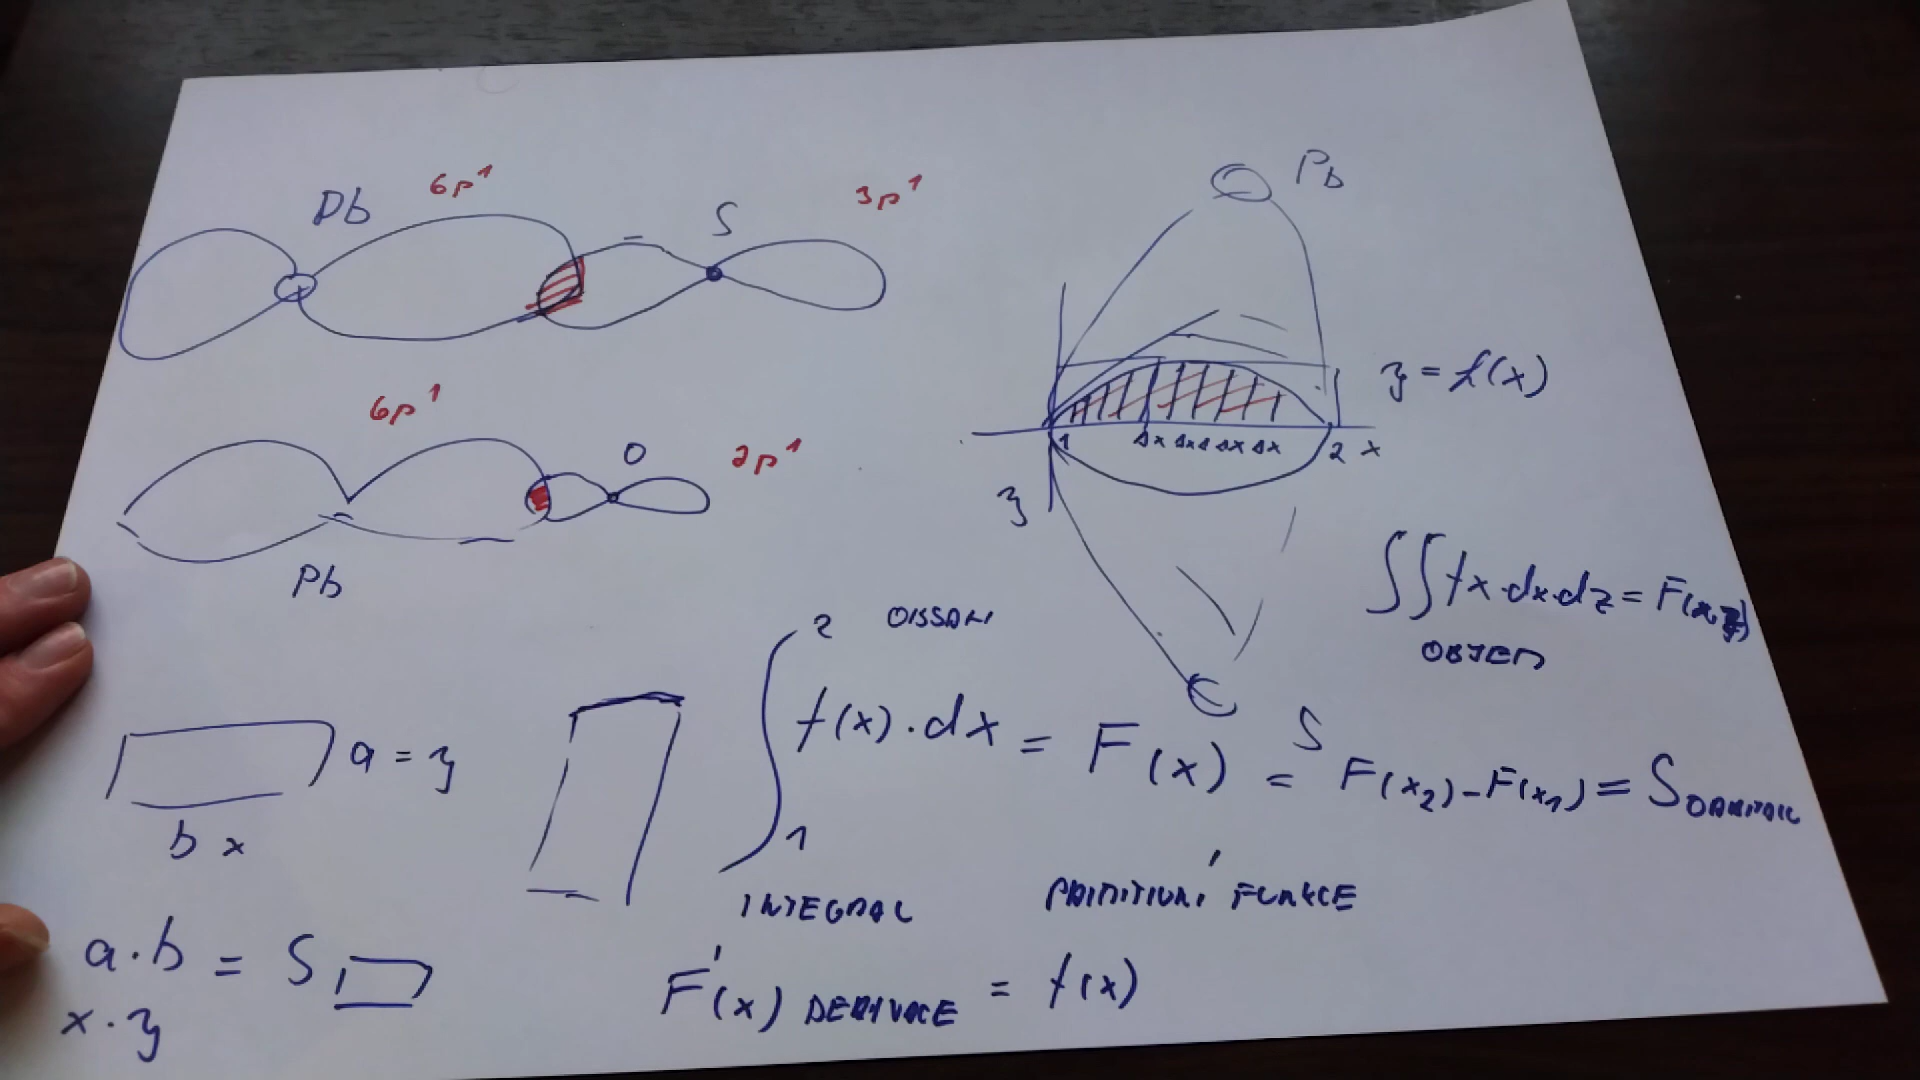 Pb 6p¹ S 3p¹
6p¹ O 2p¹
Pb
Pb
z = f(x)
1 Δx Δx Δx Δx Δx 2 x
z
∫∫ fx·dx·dz = F(x,z)
OBJEM
a = z
b x
a·b = S
x·z
2
∫ f(x)·dx = F(x) = F(x₂) - F(x₁) = S
1
S
INTEGRAL PRIMITIVNÍ FUNKCE
F'(x) DERIVACE = f(x)